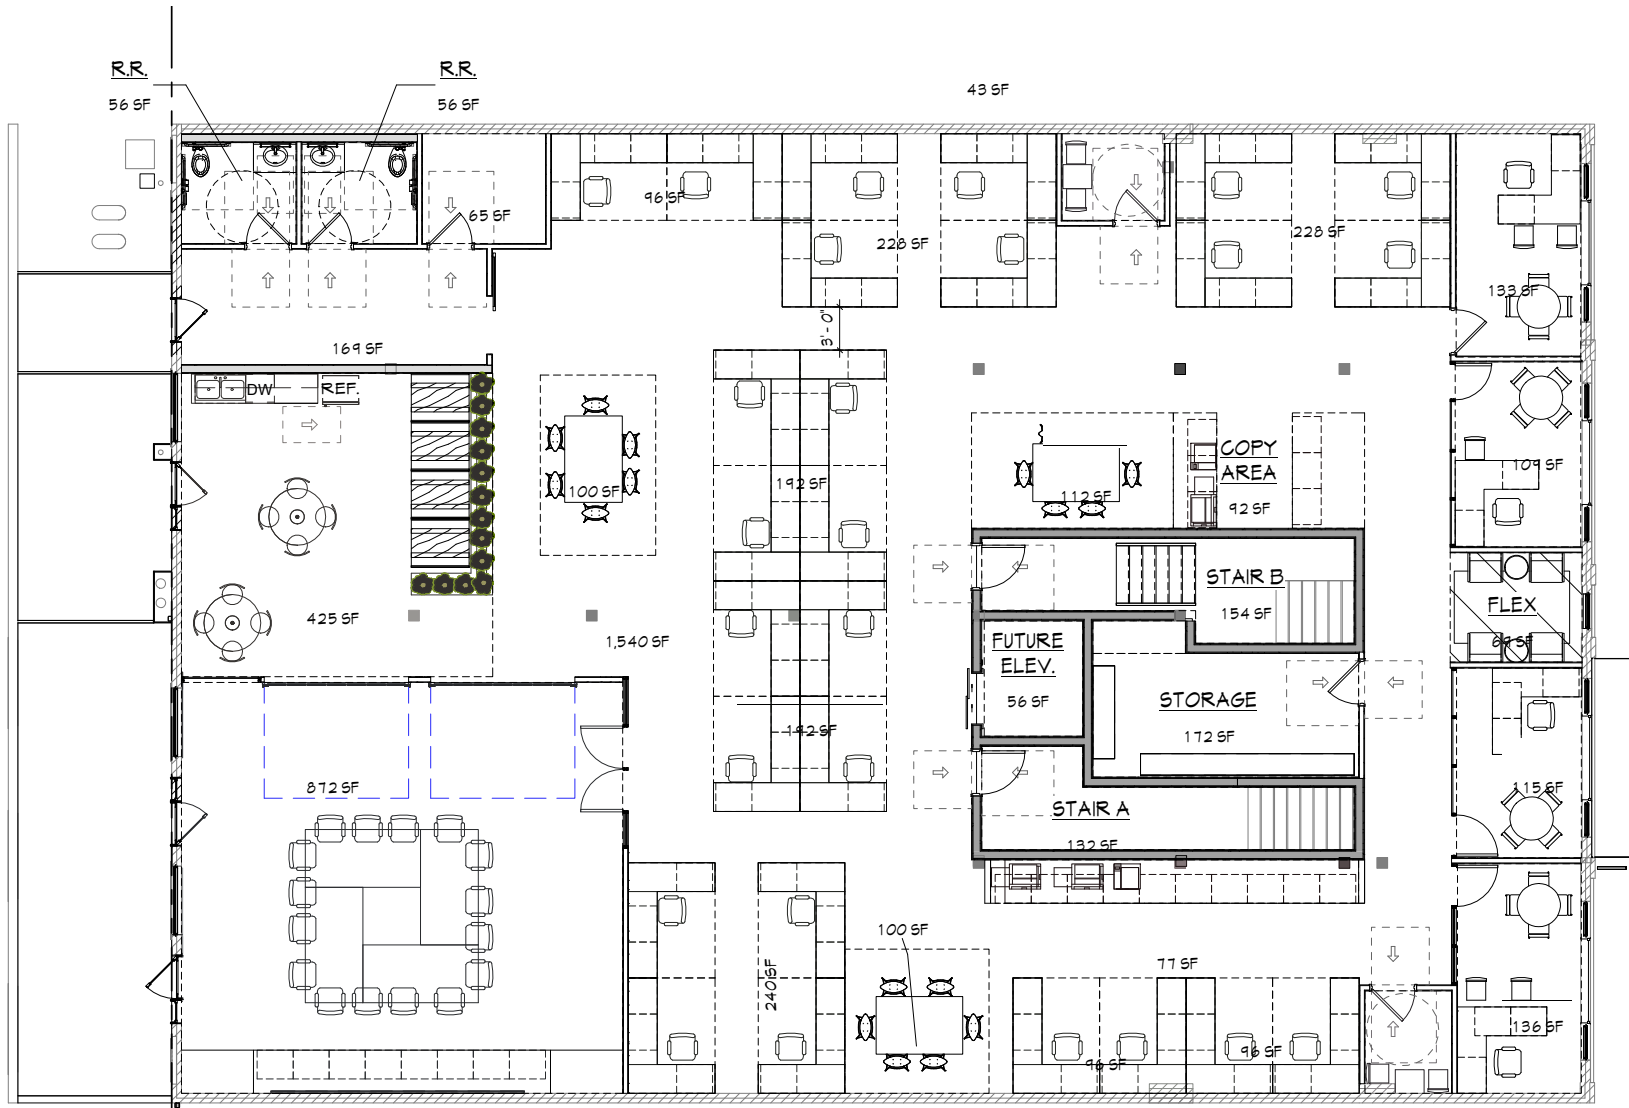 R.R.
R.R.
56 SF
56 SF
43 SF
96 SF
65 SF
228 SF
228 SF
133 SF
3'-0"
169 SF
DW
REF.
COPY
AREA
109 SF
192 SF
100 SF
112 SF
92 SF
STAIR B
154 SF
FLEX
69 SF
425 SF
1,540 SF
FUTURE
ELEV.
56 SF
STORAGE
172 SF
192 SF
872 SF
115 SF
STAIR A
132 SF
100 SF
77 SF
240 SF
136 SF
96 SF
96 SF